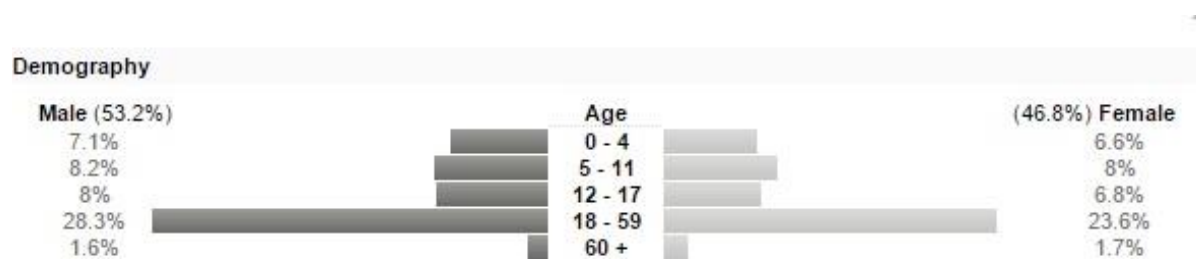 Demography
Male (53.2%) Age (46.8%) Female
7.1% 0 - 4 6.6%
8.2% 5 - 11 8%
8% 12 - 17 6.8%
28.3% 18 - 59 23.6%
1.6% 60 + 1.7%